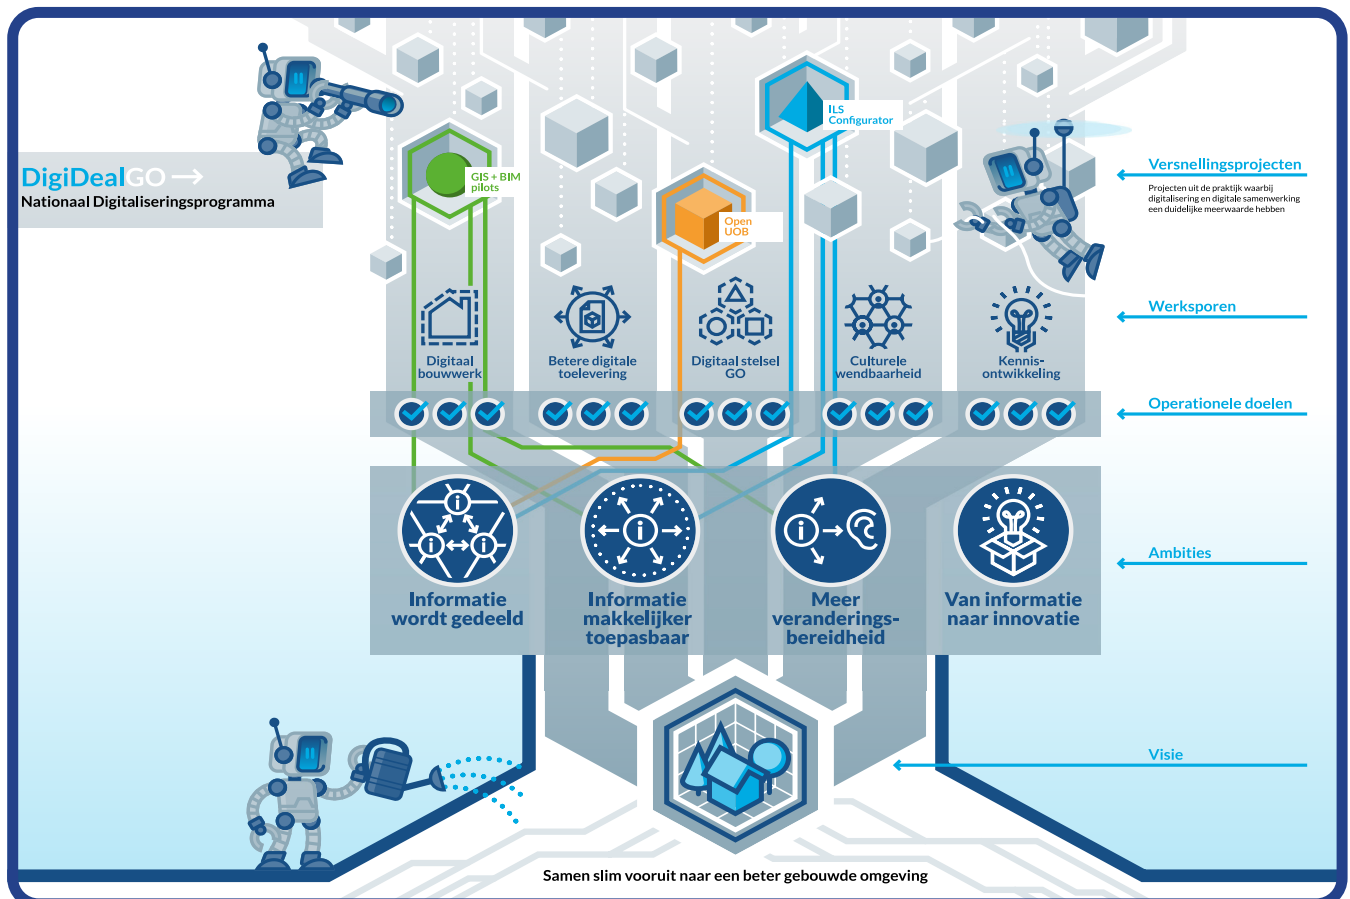 DigiDealGO
Nationaal Digitaliseringsprogramma
ILS
Configurator
GIS + BIM
pilots
Open
UOB
Versnellingsprojecten
Projecten uit de praktijk waarbij
digitalisering en digitale samenwerking
een duidelijke meerwaarde hebben
Werksporen
Digitaal
bouwwerk
Betere digitale
toelevering
Digitaal stelsel
GO
Culturele
wendbaarheid
Kennis-
ontwikkeling
Operationele doelen
i
i
i
i
i
Informatie
wordt gedeeld
Informatie
makkelijker
toepasbaar
Meer
veranderings-
bereidheid
Van informatie
naar innovatie
Ambities
Visie
Samen slim vooruit naar een beter gebouwde omgeving